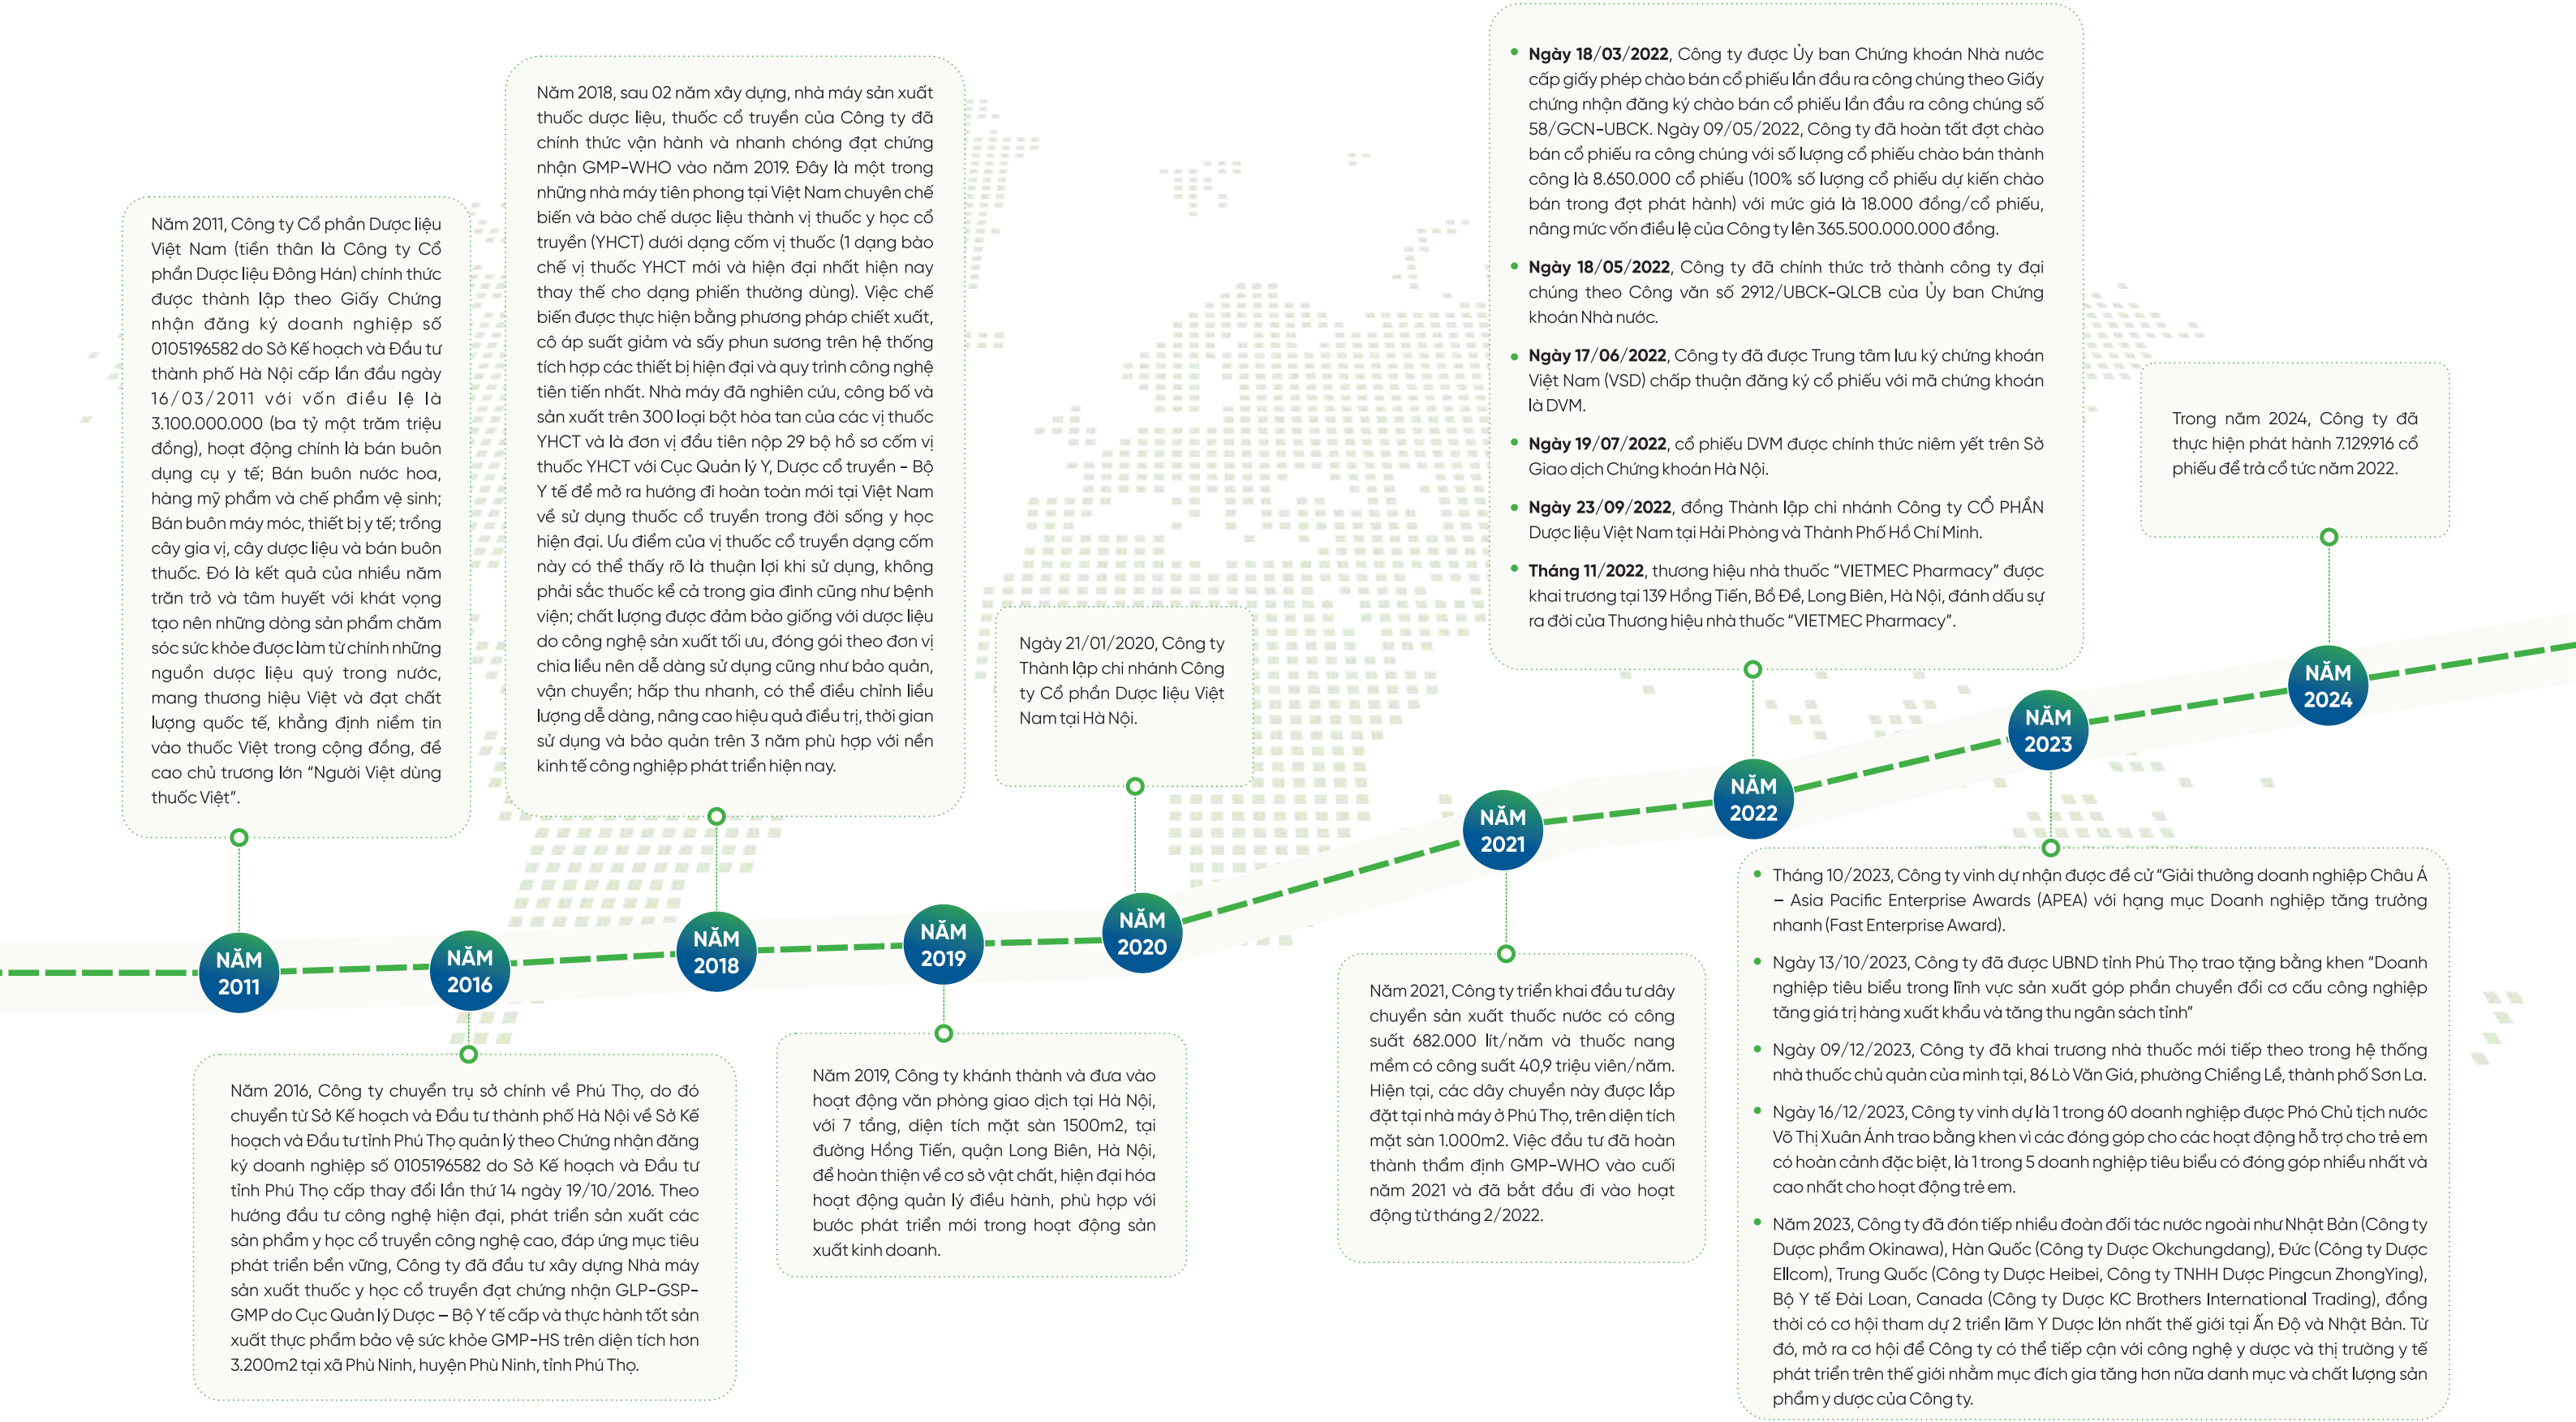 Năm 2011, Công ty Cổ phần Dược liệu
Việt Nam (tiền thân là Công ty Cổ
phần Dược liệu Đông Hán) chính thức
được thành lập theo Giấy Chứng
nhận đăng ký doanh nghiệp số
0105196582 do Sở Kế hoạch và Đầu tư
thành phố Hà Nội cấp lần đầu ngày
16/03/2011 với vốn điều lệ là
3.100.000.000 (ba tỷ một trăm triệu
đồng), hoạt động chính là bán buôn
dụng cụ y tế; Bán buôn nước hoa,
hàng mỹ phẩm và chế phẩm vệ sinh;
Bán buôn máy móc, thiết bị y tế; trồng
cây gia vị, cây dược liệu và bán buôn
thuốc. Đó là kết quả của nhiều năm
trăn trở và tâm huyết với khát vọng
tạo nên những dòng sản phẩm chăm
sóc sức khỏe được làm từ chính những
nguồn dược liệu quý trong nước,
mang thương hiệu Việt và đạt chất
lượng quốc tế, khẳng định niềm tin
vào thuốc Việt trong cộng đồng, đề
cao chủ trương lớn “Người Việt dùng
thuốc Việt”.
NĂM
2011
NĂM
2016
Năm 2016, Công ty chuyển trụ sở chính về Phú Thọ, do đó
chuyển từ Sở Kế hoạch và Đầu tư thành phố Hà Nội về Sở Kế
hoạch và Đầu tư tỉnh Phú Thọ quản lý theo Chứng nhận đăng
ký doanh nghiệp số 0105196582 do Sở Kế hoạch và Đầu tư
tỉnh Phú Thọ cấp thay đổi lần thứ 14 ngày 19/10/2016. Theo
hướng đầu tư công nghệ hiện đại, phát triển sản xuất các
sản phẩm y học cổ truyền công nghệ cao, đáp ứng mục tiêu
phát triển bền vững, Công ty đã đầu tư xây dựng Nhà máy
sản xuất thuốc y học cổ truyền đạt chứng nhận GLP-GSP-
GMP do Cục Quản lý Dược – Bộ Y tế cấp và thực hành tốt sản
xuất thực phẩm bảo vệ sức khỏe GMP-HS trên diện tích hơn
3.200m2 tại xã Phù Ninh, huyện Phù Ninh, tỉnh Phú Thọ.
Năm 2018, sau 02 năm xây dựng, nhà máy sản xuất
thuốc dược liệu, thuốc cổ truyền của Công ty đã
chính thức vận hành và nhanh chóng đạt chứng
nhận GMP-WHO vào năm 2019. Đây là một trong
những nhà máy tiên phong tại Việt Nam chuyên chế
biến và bào chế dược liệu thành vị thuốc y học cổ
truyền (YHCT) dưới dạng cốm vị thuốc (1 dạng bào
chế vị thuốc YHCT mới và hiện đại nhất hiện nay
thay thế cho dạng phiến thường dùng). Việc chế
biến được thực hiện bằng phương pháp chiết xuất,
cô áp suất giảm và sấy phun sương trên hệ thống
tích hợp các thiết bị hiện đại và quy trình công nghệ
tiên tiến nhất. Nhà máy đã nghiên cứu, công bố và
sản xuất trên 300 loại bột hòa tan của các vị thuốc
YHCT và là đơn vị đầu tiên nộp 29 bộ hồ sơ cốm vị
thuốc YHCT với Cục Quản lý Y, Dược cổ truyền - Bộ
Y tế để mở ra hướng đi hoàn toàn mới tại Việt Nam
về sử dụng thuốc cổ truyền trong đời sống y học
hiện đại. Ưu điểm của vị thuốc cổ truyền dạng cốm
này có thể thấy rõ là thuận lợi khi sử dụng, không
phải sắc thuốc kể cả trong gia đình cũng như bệnh
viện; chất lượng được đảm bảo giống với dược liệu
do công nghệ sản xuất tối ưu, đóng gói theo đơn vị
chia liều nên dễ dàng sử dụng cũng như bảo quản,
vận chuyển; hấp thu nhanh, có thể điều chỉnh liều
lượng dễ dàng, nâng cao hiệu quả điều trị, thời gian
sử dụng và bảo quản trên 3 năm phù hợp với nền
kinh tế công nghiệp phát triển hiện nay.
NĂM
2018
NĂM
2019
Năm 2019, Công ty khánh thành và đưa vào
hoạt động văn phòng giao dịch tại Hà Nội,
với 7 tầng, diện tích mặt sàn 1500m2, tại
đường Hồng Tiến, quận Long Biên, Hà Nội,
để hoàn thiện về cơ sở vật chất, hiện đại hóa
hoạt động quản lý điều hành, phù hợp với
bước phát triển mới trong hoạt động sản
xuất kinh doanh.
Ngày 21/01/2020, Công ty
Thành lập chi nhánh Công
ty Cổ phần Dược liệu Việt
Nam tại Hà Nội.
NĂM
2020
NĂM
2021
Năm 2021, Công ty triển khai đầu tư dây
chuyền sản xuất thuốc nước có công
suất 682.000 lít/năm và thuốc nang
mềm có công suất 40,9 triệu viên/năm.
Hiện tại, các dây chuyền này được lắp
đặt tại nhà máy ở Phú Thọ, trên diện tích
mặt sàn 1.000m2. Việc đầu tư đã hoàn
thành thẩm định GMP-WHO vào cuối
năm 2021 và đã bắt đầu đi vào hoạt
động từ tháng 2/2022.
• Ngày 18/03/2022, Công ty được Ủy ban Chứng khoán Nhà nước
cấp giấy phép chào bán cổ phiếu lần đầu ra công chúng theo Giấy
chứng nhận đăng ký chào bán cổ phiếu lần đầu ra công chúng số
58/GCN-UBCK. Ngày 09/05/2022, Công ty đã hoàn tất đợt chào
bán cổ phiếu ra công chúng với số lượng cổ phiếu chào bán thành
công là 8.650.000 cổ phiếu (100% số lượng cổ phiếu dự kiến chào
bán trong đợt phát hành) với mức giá là 18.000 đồng/cổ phiếu,
nâng mức vốn điều lệ của Công ty lên 365.500.000.000 đồng.
• Ngày 18/05/2022, Công ty đã chính thức trở thành công ty đại
chúng theo Công văn số 2912/UBCK-QLCB của Ủy ban Chứng
khoán Nhà nước.
• Ngày 17/06/2022, Công ty đã được Trung tâm lưu ký chứng khoán
Việt Nam (VSD) chấp thuận đăng ký cổ phiếu với mã chứng khoán
là DVM.
• Ngày 19/07/2022, cổ phiếu DVM được chính thức niêm yết trên Sở
Giao dịch Chứng khoán Hà Nội.
• Ngày 23/09/2022, đồng Thành lập chi nhánh Công ty CỔ PHẦN
Dược liệu Việt Nam tại Hải Phòng và Thành Phố Hồ Chí Minh.
• Tháng 11/2022, thương hiệu nhà thuốc “VIETMEC Pharmacy” được
khai trương tại 139 Hồng Tiến, Bồ Đề, Long Biên, Hà Nội, đánh dấu sự
ra đời của Thương hiệu nhà thuốc “VIETMEC Pharmacy”.
NĂM
2022
NĂM
2023
• Tháng 10/2023, Công ty vinh dự nhận được đề cử “Giải thưởng doanh nghiệp Châu Á
– Asia Pacific Enterprise Awards (APEA) với hạng mục Doanh nghiệp tăng trưởng
nhanh (Fast Enterprise Award).
• Ngày 13/10/2023, Công ty đã được UBND tỉnh Phú Thọ trao tặng bằng khen “Doanh
nghiệp tiêu biểu trong lĩnh vực sản xuất góp phần chuyển đổi cơ cấu công nghiệp
tăng giá trị hàng xuất khẩu và tăng thu ngân sách tỉnh”
• Ngày 09/12/2023, Công ty đã khai trương nhà thuốc mới tiếp theo trong hệ thống
nhà thuốc chủ quản của mình tại, 86 Lò Văn Giá, phường Chiềng Lề, thành phố Sơn La.
• Ngày 16/12/2023, Công ty vinh dự là 1 trong 60 doanh nghiệp được Phó Chủ tịch nước
Võ Thị Xuân Ánh trao bằng khen vì các đóng góp cho các hoạt động hỗ trợ cho trẻ em
có hoàn cảnh đặc biệt, là 1 trong 5 doanh nghiệp tiêu biểu có đóng góp nhiều nhất và
cao nhất cho hoạt động trẻ em.
• Năm 2023, Công ty đã đón tiếp nhiều đoàn đối tác nước ngoài như Nhật Bản (Công ty
Dược phẩm Okinawa), Hàn Quốc (Công ty Dược Okchungdang), Đức (Công ty Dược
Ellcom), Trung Quốc (Công ty Dược Heibei, Công ty TNHH Dược Pingcun ZhongYing),
Bộ Y tế Đài Loan, Canada (Công ty Dược KC Brothers International Trading), đồng
thời có cơ hội tham dự 2 triển lãm Y Dược lớn nhất thế giới tại Ấn Độ và Nhật Bản. Từ
đó, mở ra cơ hội để Công ty có thể tiếp cận với công nghệ y dược và thị trường y tế
phát triển trên thế giới nhằm mục đích gia tăng hơn nữa danh mục và chất lượng sản
phẩm y dược của Công ty.
Trong năm 2024, Công ty đã
thực hiện phát hành 7.129.916 cổ
phiếu để trả cổ tức năm 2022.
NĂM
2024